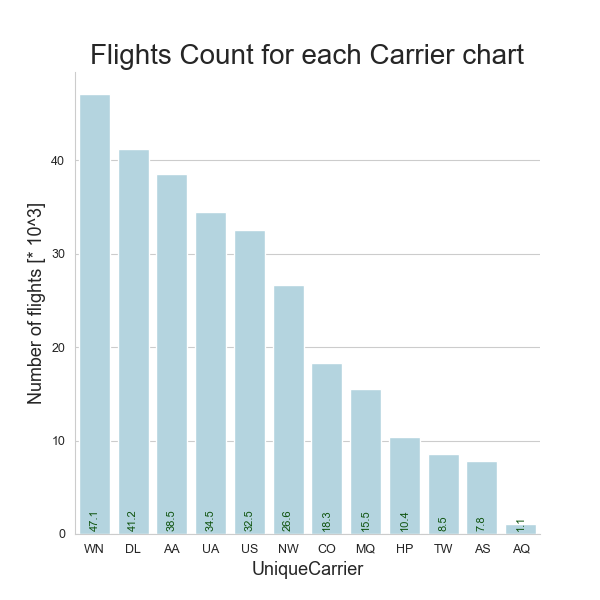 Flights Count for each Carrier chart
Number of flights [* 10^3]
40
30
20
10
0
47.1 41.2 38.5 34.5 32.5 26.6 18.3 15.5 10.4 8.5 7.8 1.1
WN DL AA UA US NW CO MQ HP TW AS AQ
UniqueCarrier